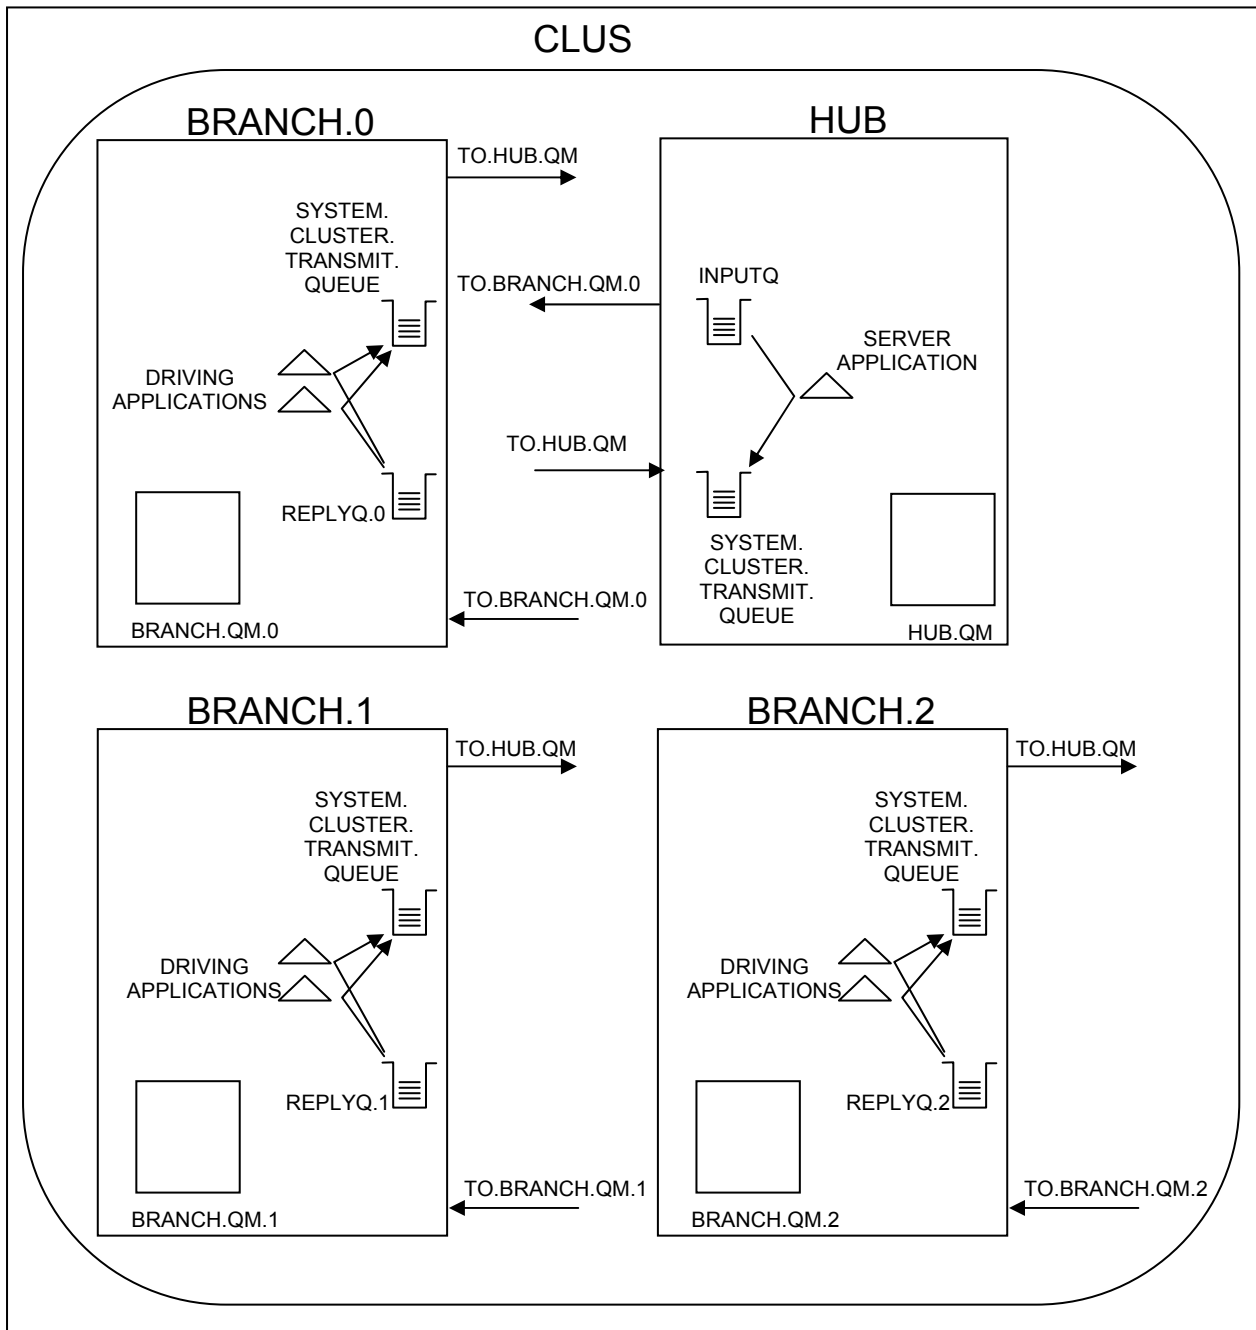 CLUS
BRANCH.0
TO.HUB.QM
SYSTEM.
CLUSTER.
TRANSMIT.
QUEUE
DRIVING
APPLICATIONS
REPLYQ.0
BRANCH.QM.0
TO.BRANCH.QM.0
HUB
TO.BRANCH.QM.0
INPUTQ
SERVER
APPLICATION
TO.HUB.QM
SYSTEM.
CLUSTER.
TRANSMIT.
QUEUE
HUB.QM
BRANCH.1
TO.HUB.QM
SYSTEM.
CLUSTER.
TRANSMIT.
QUEUE
DRIVING
APPLICATIONS
REPLYQ.1
TO.BRANCH.QM.1
BRANCH.QM.1
BRANCH.2
TO.HUB.QM
SYSTEM.
CLUSTER.
TRANSMIT.
QUEUE
DRIVING
APPLICATIONS
REPLYQ.2
TO.BRANCH.QM.2
BRANCH.QM.2